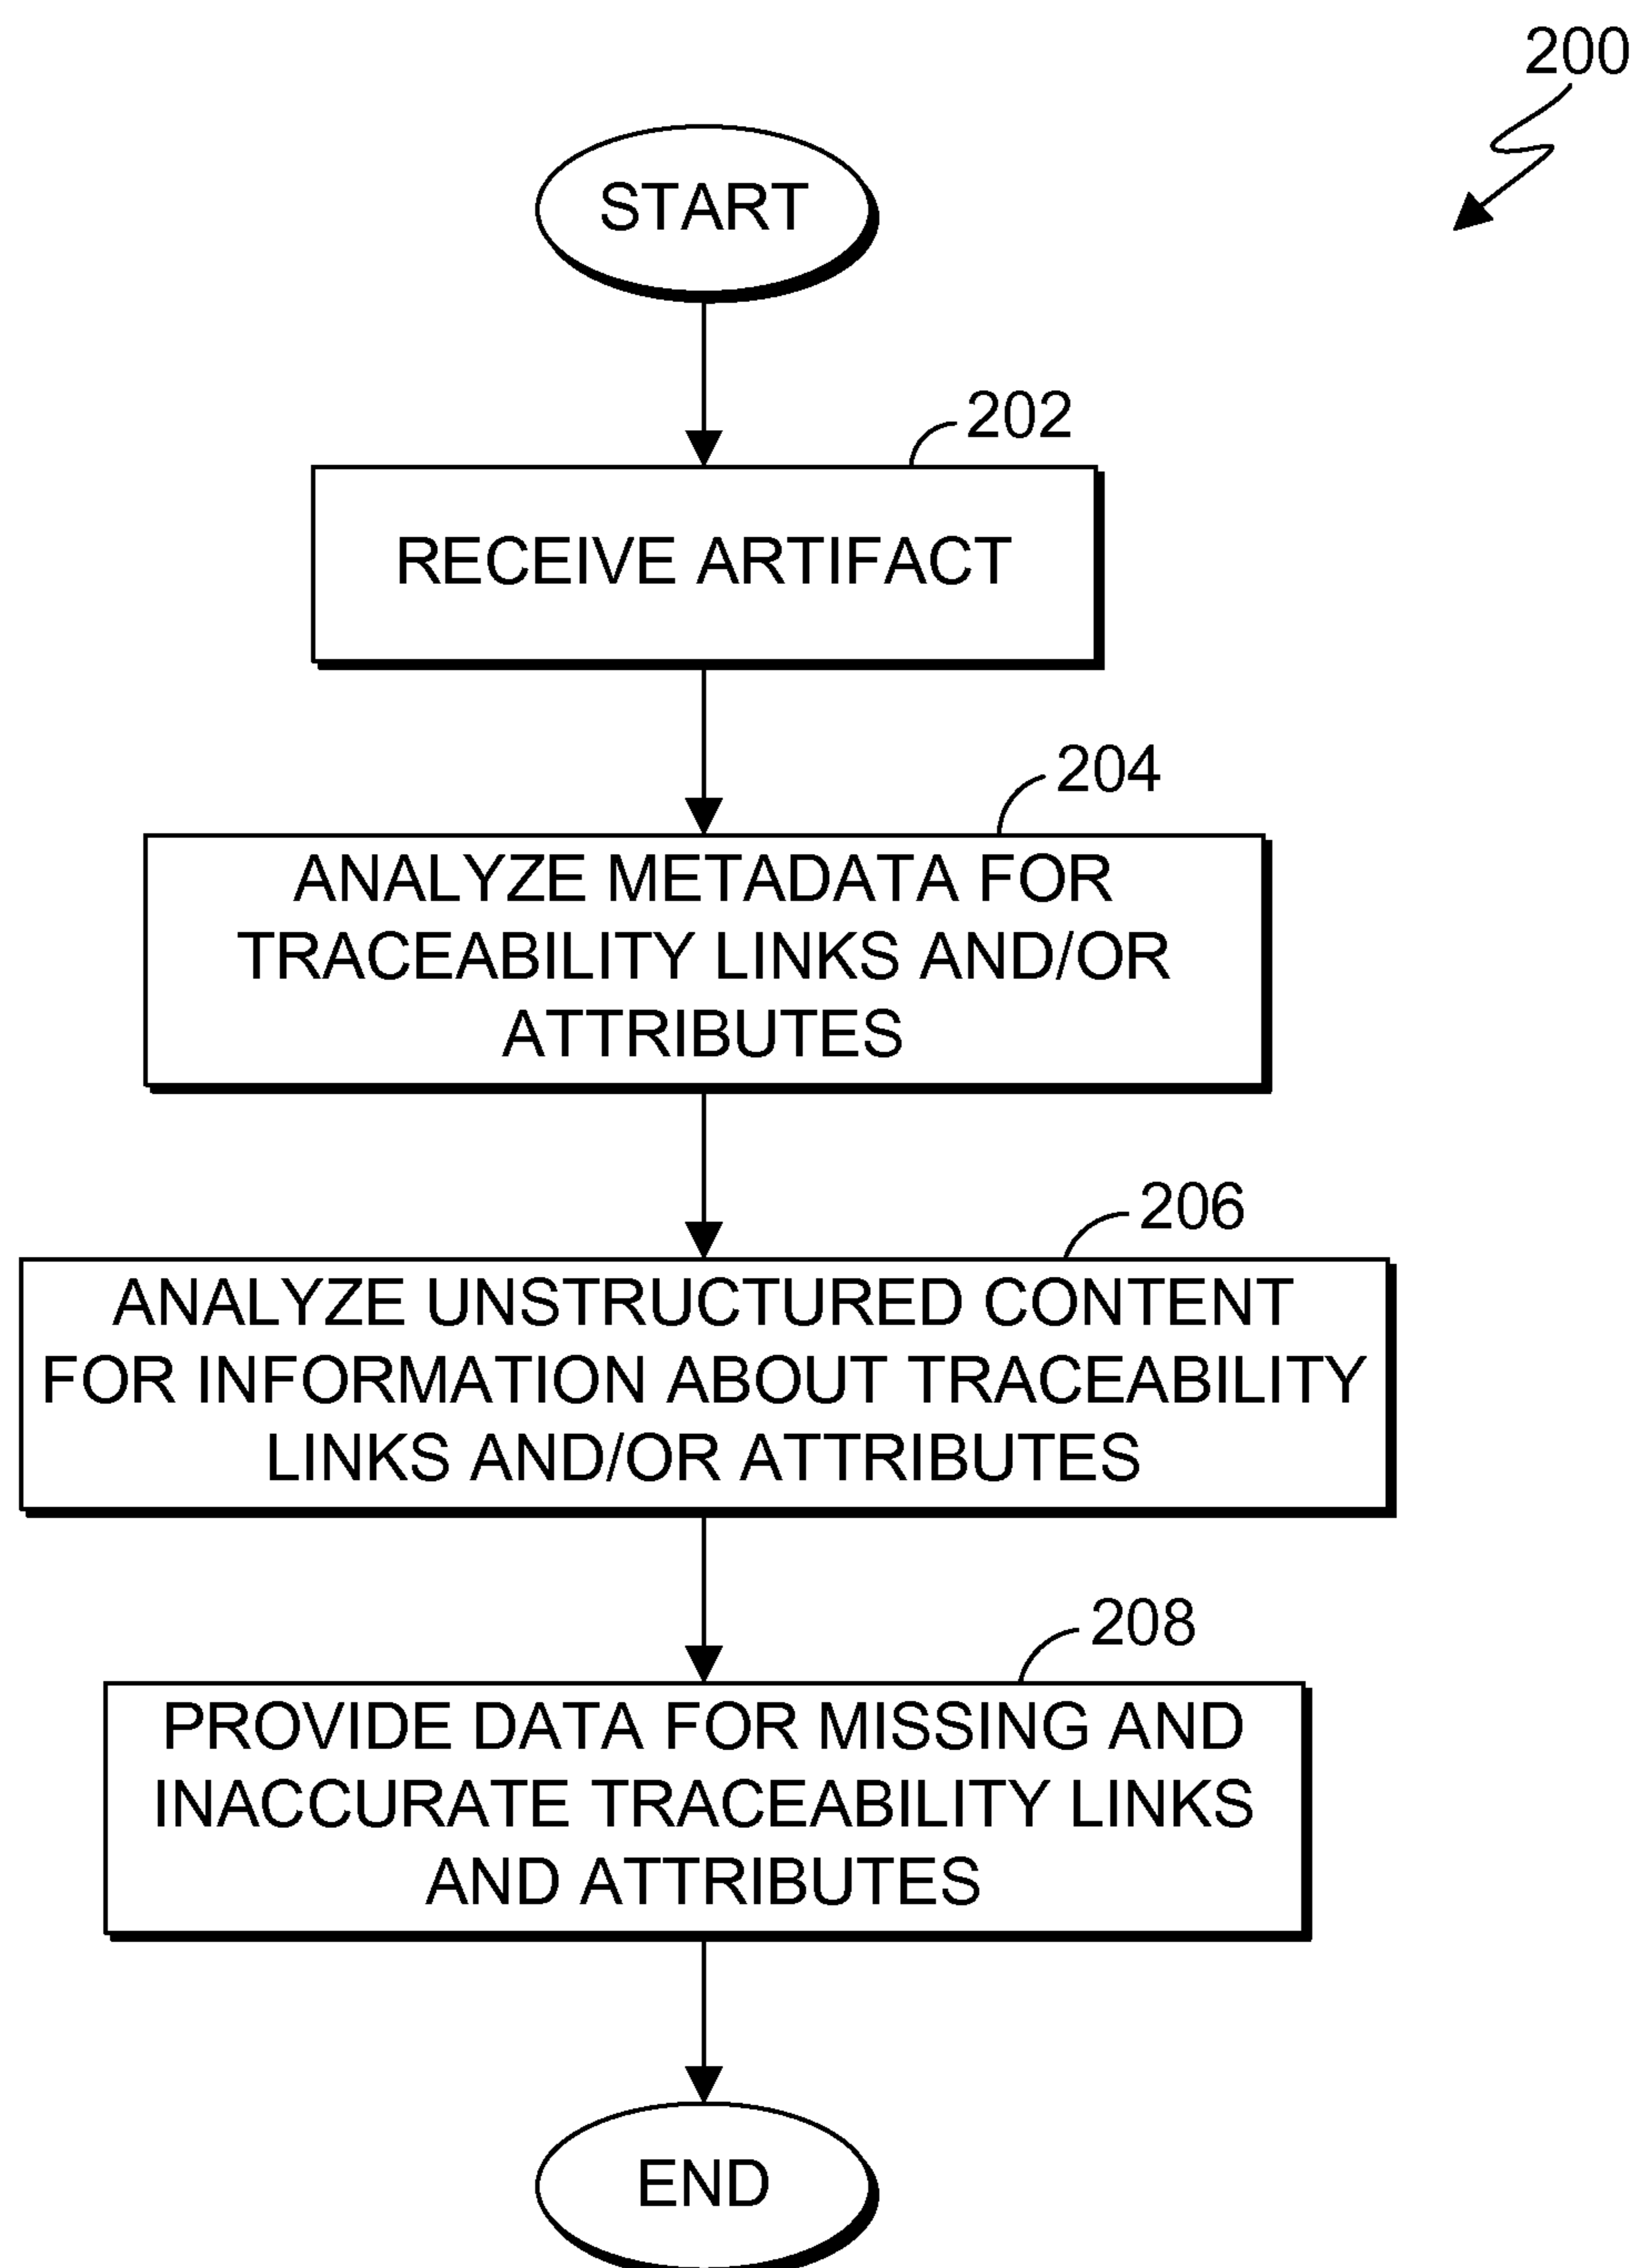 200
START
202
RECEIVE ARTIFACT
204
ANALYZE METADATA FOR
TRACEABILITY LINKS AND/OR
ATTRIBUTES
206
ANALYZE UNSTRUCTURED CONTENT
FOR INFORMATION ABOUT TRACEABILITY
LINKS AND/OR ATTRIBUTES
208
PROVIDE DATA FOR MISSING AND
INACCURATE TRACEABILITY LINKS
AND ATTRIBUTES
END